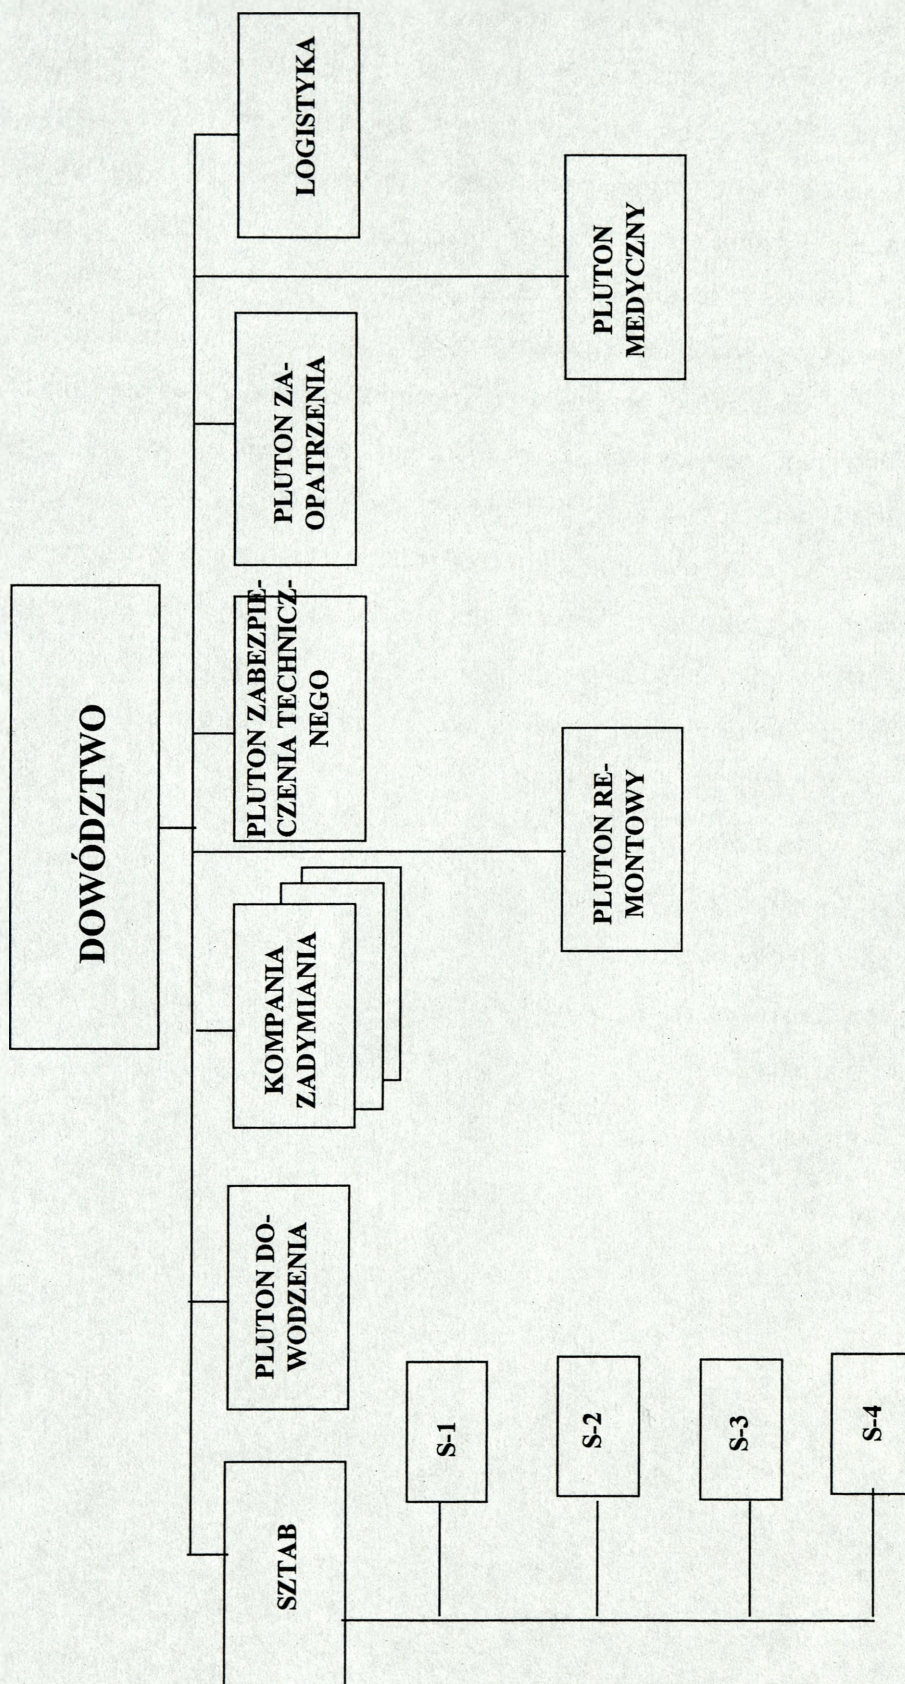 DOWÓDZTWO
SZTAB
PLUTON DO-
WODZENIA
KOMPANIA
ZADYMIANIA
PLUTON ZABEZPIE-
CZENIA TECHNICZ-
NEGO
PLUTON ZA-
OPATRZENIA
LOGISTYKA
S-1
S-2
S-3
S-4
PLUTON RE-
MONTOWY
PLUTON
MEDYCZNY